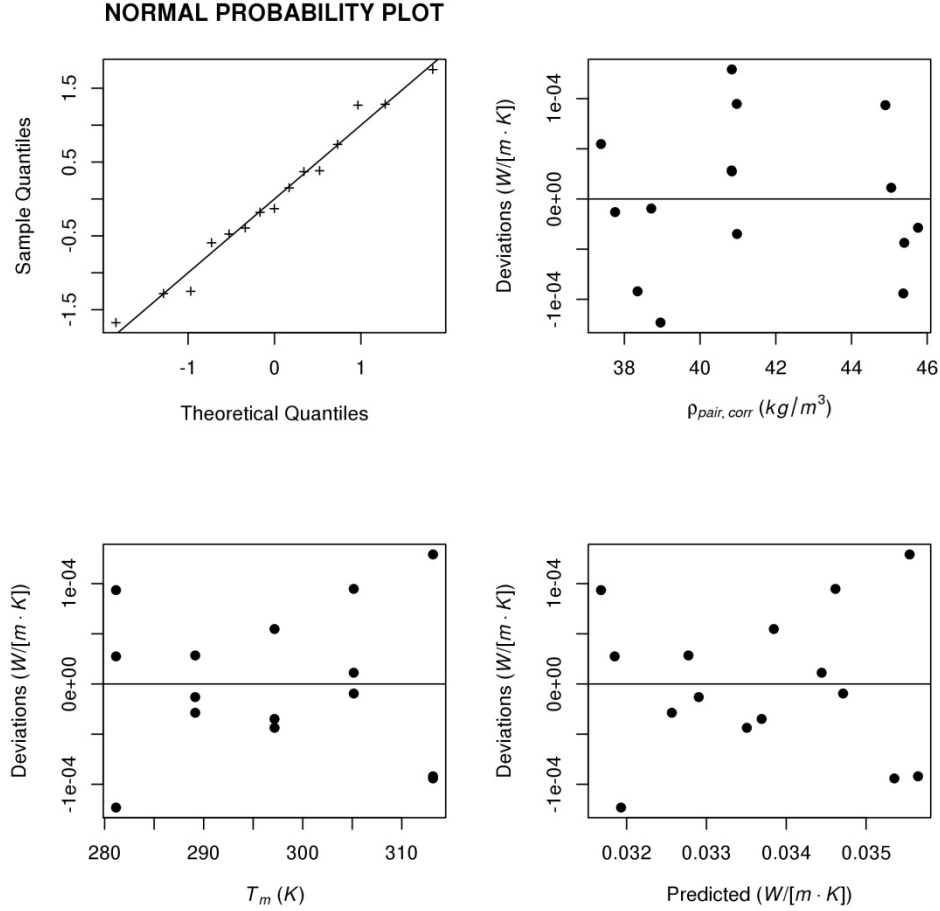 NORMAL PROBABILITY PLOT
Sample Quantiles
-1.5
-0.5
0.5
1.5
-1 0 1
Theoretical Quantiles
Deviations (W/[m · K])
-1e-04
0e+00
1e-04
38 40 42 44 46
ρpair, corr (kg/m³)
Deviations (W/[m · K])
-1e-04
0e+00
1e-04
280 290 300 310
Tm (K)
Deviations (W/[m · K])
-1e-04
0e+00
1e-04
0.032 0.033 0.034 0.035
Predicted (W/[m · K])